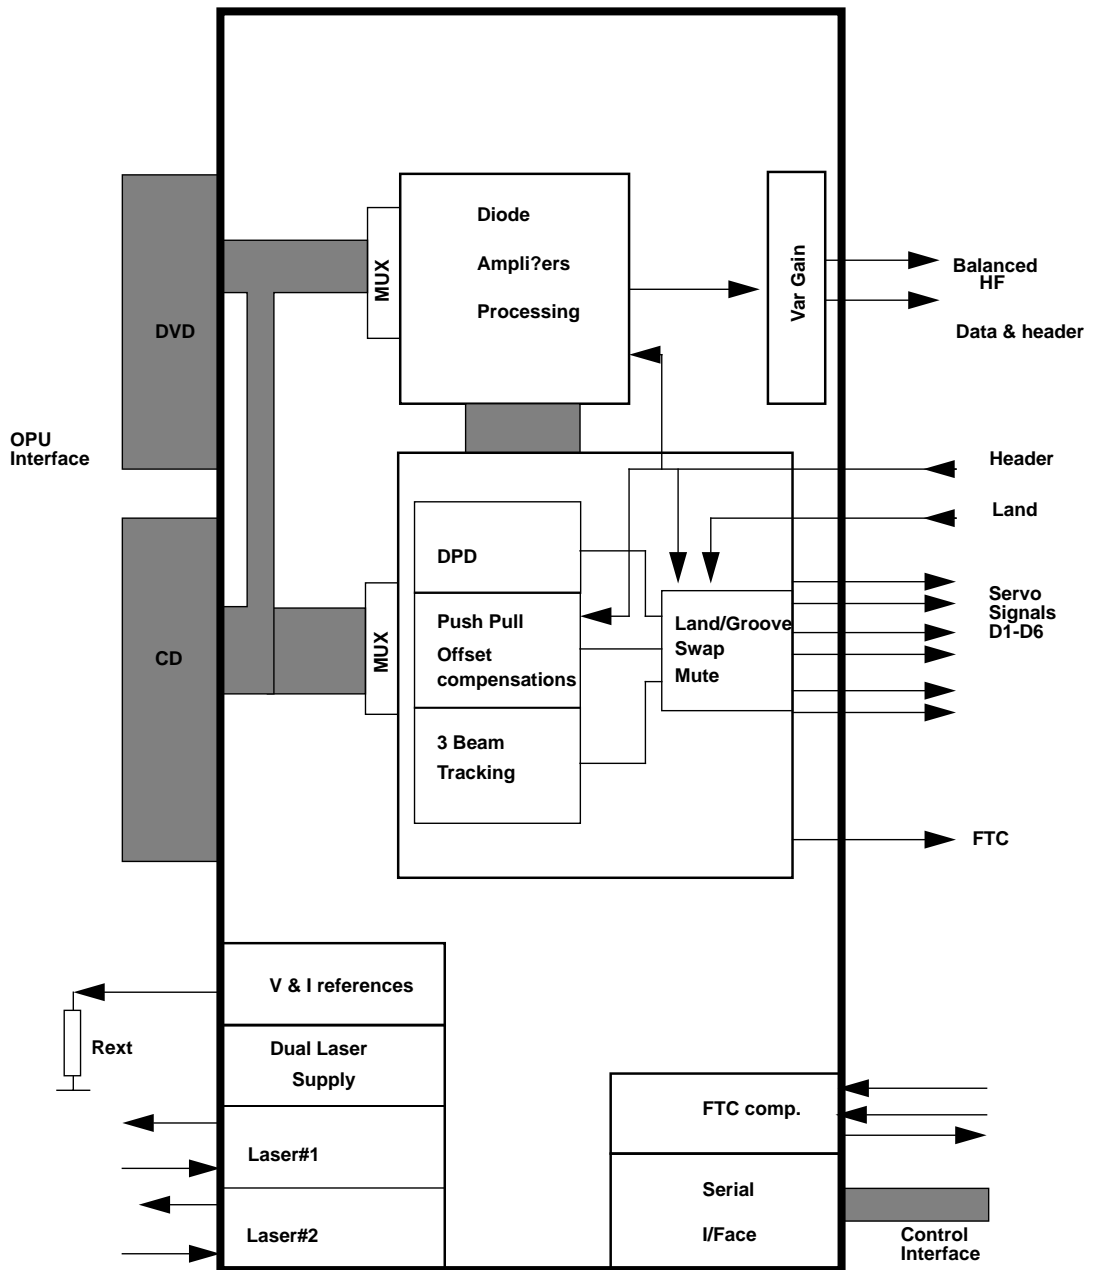 Diode
Ampli?ers
Processing
MUX
Var Gain
Balanced
HF
Data & header
DVD
OPU
Interface
Header
Land
DPD
Push Pull
Offset
compensations
3 Beam
Tracking
MUX
Land/Groove
Swap
Mute
Servo
Signals
D1-D6
CD
FTC
V & I references
Rext
Dual Laser
Supply
Laser#1
Laser#2
FTC comp.
Serial
I/Face
Control
Interface